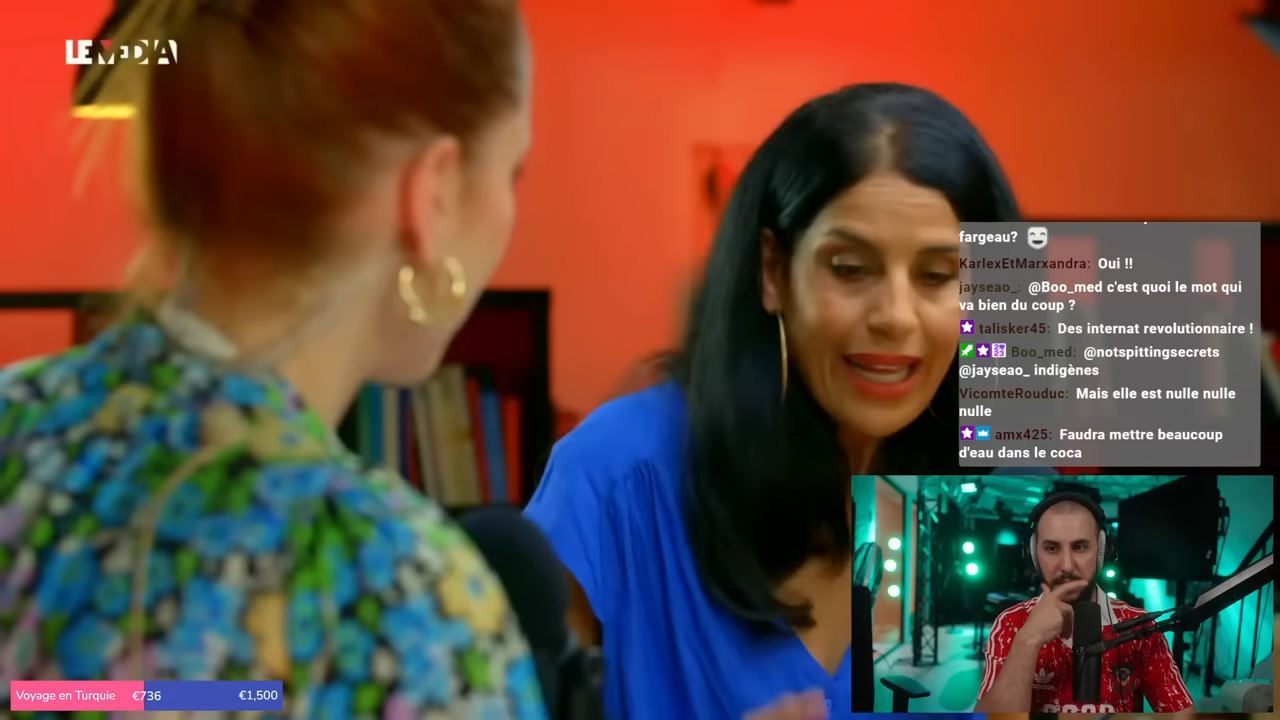 LEMEDIA
fargeau?
KarlexEtMarxandra: Oui !!
jayseao_: @Boo_med c'est quoi le mot qui
va bien du coup ?
talisker45: Des internat revolutionnaire !
Boo_med: @notspittingsecrets
@jayseao_ indigènes
VicomteRouduc: Mais elle est nulle nulle
nulle
amx425: Faudra mettre beaucoup
d'eau dans le coca
adidas
Voyage en Turquie €736 €1,500